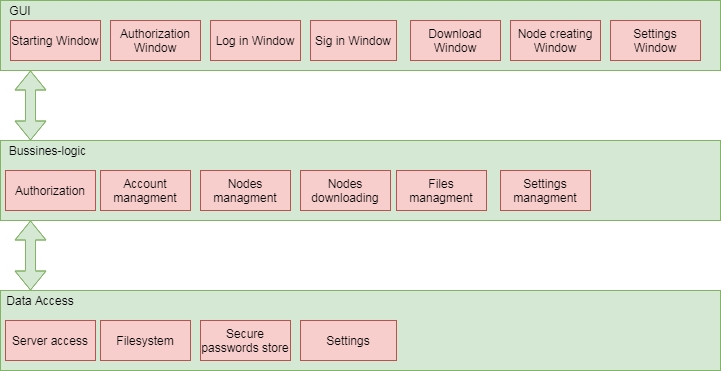 GUI
Starting Window
Authorization
Window
Log in Window
Sig in Window
Download
Window
Node creating
Window
Settings
Window
Bussines-logic
Authorization
Account
managment
Nodes
managment
Nodes
downloading
Files
managment
Settings
managment
Data Access
Server access
Filesystem
Secure
passwords store
Settings